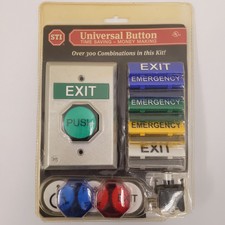 STI
Universal Button
TIME SAVING • MONEY MAKING
Over 300 Combinations in this Kit!
EXIT
PUSH
EXIT
EMERGENCY
EMERGENCY
EMERGENCY
EXIT